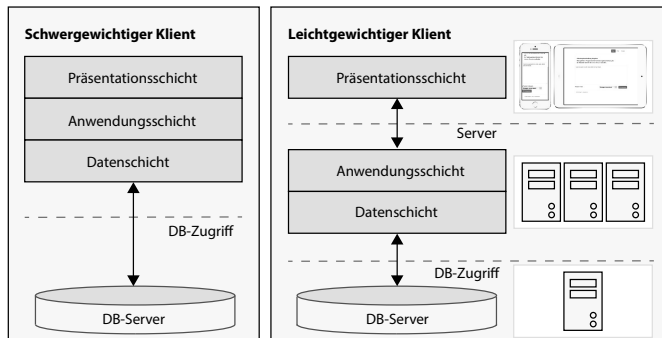 Schwergewichtiger Klient
Präsentationsschicht
Anwendungsschicht
Datenschicht
DB-Zugriff
DB-Server
Leichtgewichtiger Klient
Präsentationsschicht
Server
Anwendungsschicht
Datenschicht
DB-Zugriff
DB-Server